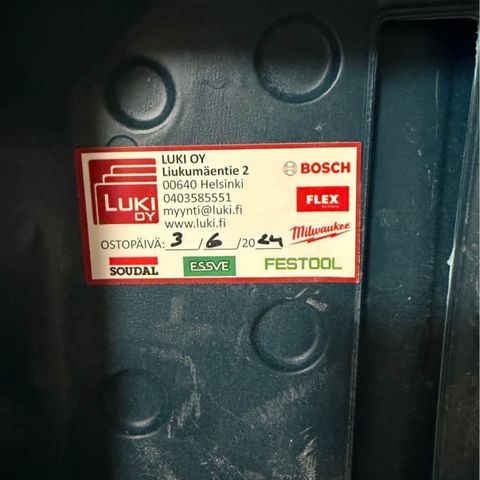 LUKI OY
LUKI OY
Liukumäentie 2
00640 Helsinki
0403585551
myynti@luki.fi
www.luki.fi
BOSCH
FLEX
Milwaukee
OSTOPÄIVÄ: 3 / 6 /2024
SOUDAL
ESSVE
FESTOOL